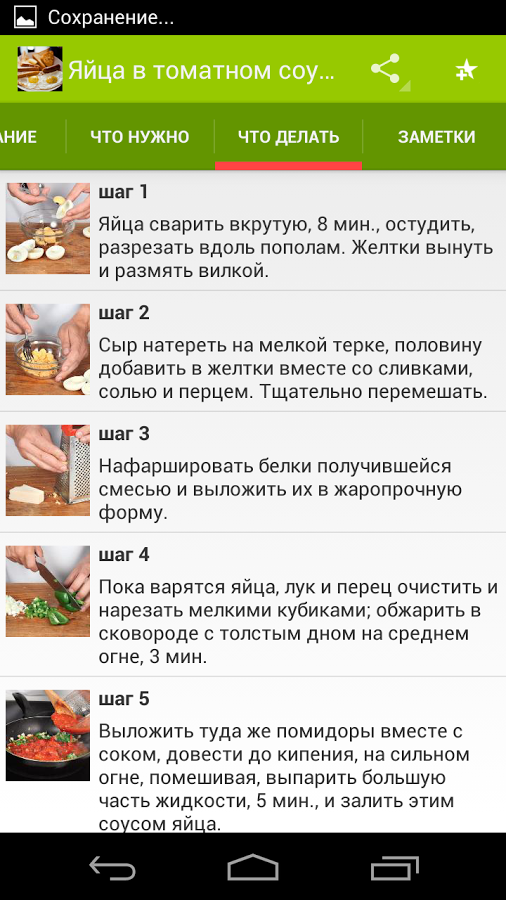 Сохранение...
Яйца в томатном соу...
АНИЕ
ЧТО НУЖНО
ЧТО ДЕЛАТЬ
ЗАМЕТКИ
шаг 1
Яйца сварить вкрутую, 8 мин., остудить,
разрезать вдоль пополам. Желтки вынуть
и размять вилкой.
шаг 2
Сыр натереть на мелкой терке, половину
добавить в желтки вместе со сливками,
солью и перцем. Тщательно перемешать.
шаг 3
Нафаршировать белки получившейся
смесью и выложить их в жаропрочную
форму.
шаг 4
Пока варятся яйца, лук и перец очистить и
нарезать мелкими кубиками; обжарить в
сковороде с толстым дном на среднем
огне, 3 мин.
шаг 5
Выложить туда же помидоры вместе с
соком, довести до кипения, на сильном
огне, помешивая, выпарить большую
часть жидкости, 5 мин., и залить этим
соусом яйца.